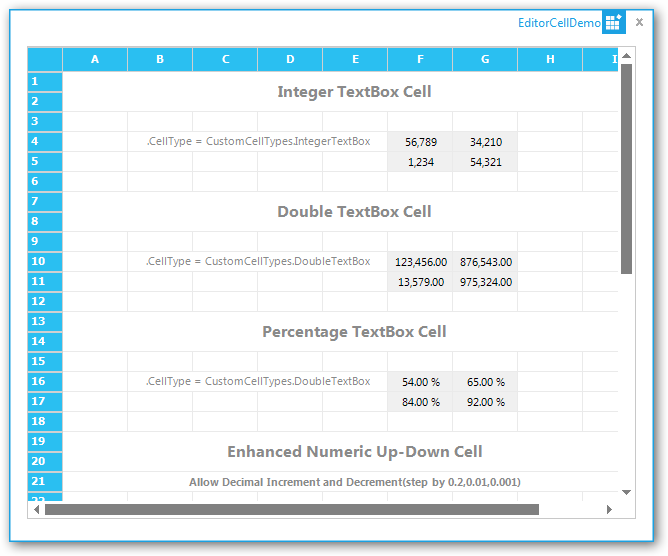 EditorCellDemo
A B C D E F G H I
1 Integer TextBox Cell
2
3
4 .CellType = CustomCellTypes.IntegerTextBox 56,789 34,210
5 1,234 54,321
6
7 Double TextBox Cell
8
9
10 .CellType = CustomCellTypes.DoubleTextBox 123,456.00 876,543.00
11 13,579.00 975,324.00
12
13 Percentage TextBox Cell
14
15
16 .CellType = CustomCellTypes.DoubleTextBox 54.00 % 65.00 %
17 84.00 % 92.00 %
18
19 Enhanced Numeric Up-Down Cell
20
21 Allow Decimal Increment and Decrement(step by 0.2,0.01,0.001)
22